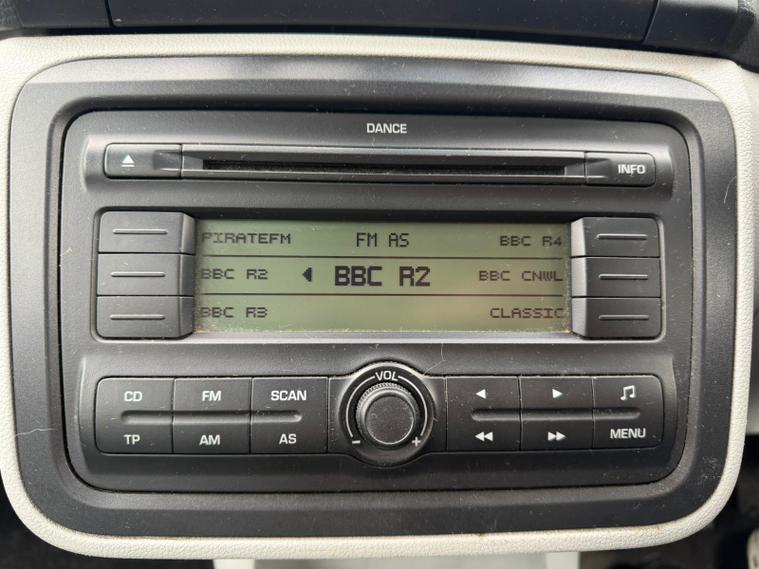 DANCE
INFO
PIRATEFM FM AS BBC R4
BBC R2 BBC R2 BBC CNWL
BBC R3 CLASSIC
VOL
CD FM SCAN
TP AM AS - + MENU